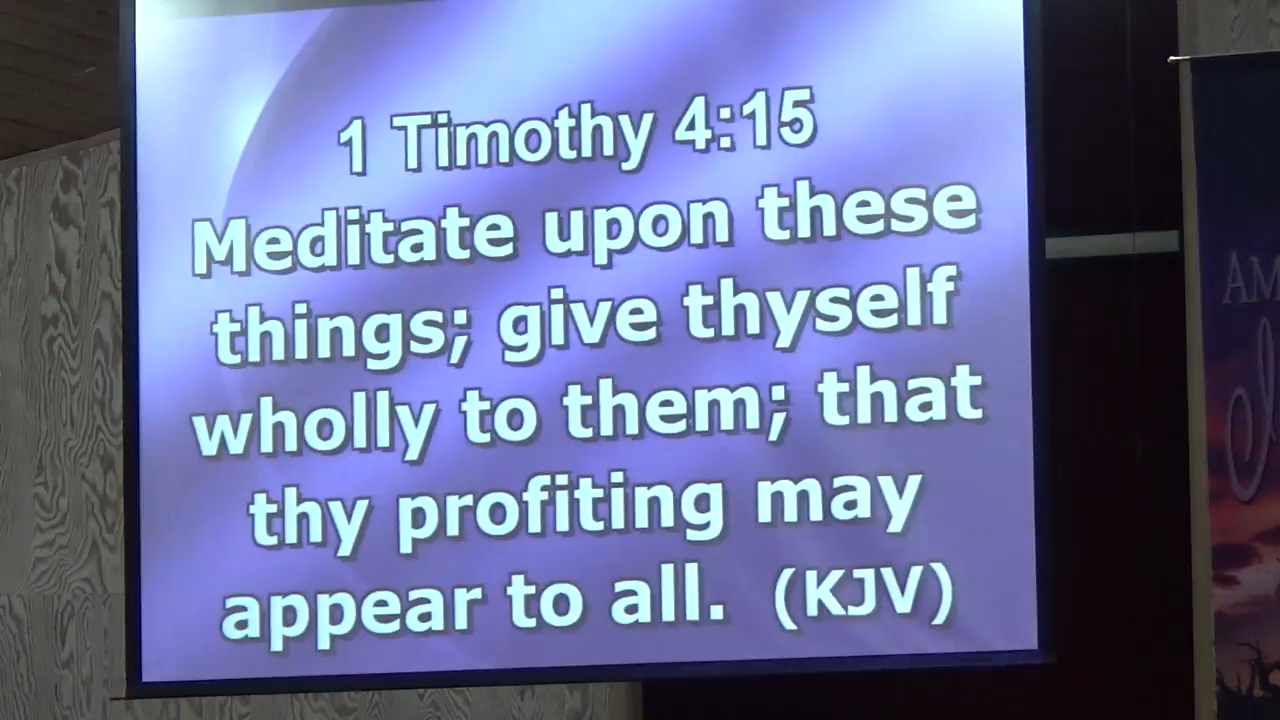 1 Timothy 4:15
Meditate upon these
things; give thyself
wholly to them; that
thy profiting may
appear to all. (KJV)